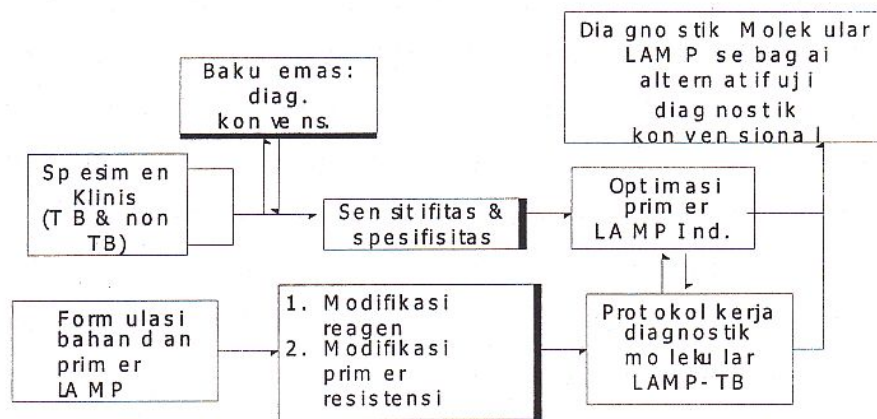 Diagnostik Molekular
LAMP sebagai
alternatif uji
diagnostik
konvensional
Baku emas:
diag.
konvens.
Spesimen
Klinis
(TB & non
TB)
Sensitifitas &
spesifisitas
Optimasi
primer
LAMP Ind.
Formulasi
bahan dan
primer
LAMP
1. Modifikasi
reagen
2. Modifikasi
primer
resistensi
Protokol kerja
diagnostik
molekular
LAMP-TB